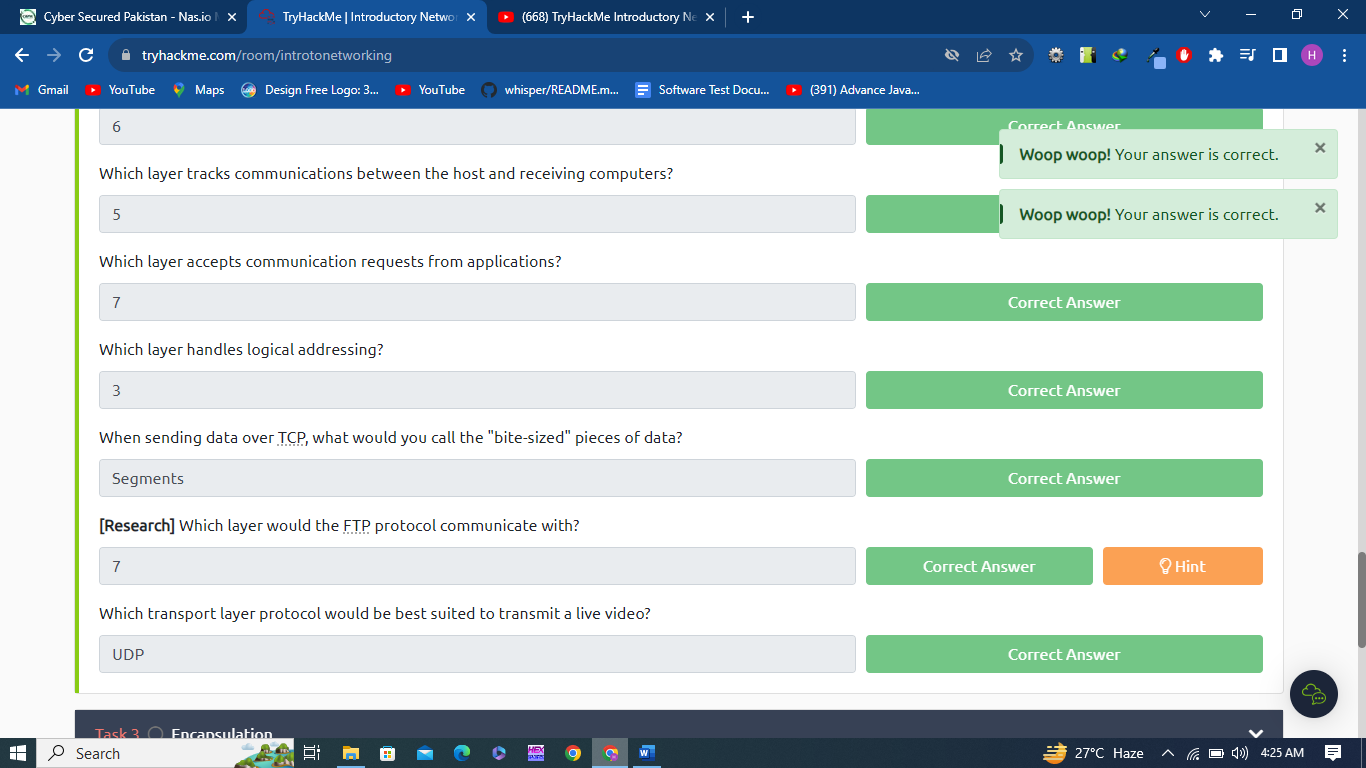 Cyber Secured Pakistan - Nas.io
TryHackMe | Introductory Netwo
(668) TryHackMe Introductory Ne
tryhackme.com/room/introtonetworking
H
Gmail
YouTube
Maps
Design Free Logo: 3...
YouTube
whisper/README.m...
Software Test Docu...
(391) Advance Java...
6
Correct Answer
Woop woop! Your answer is correct.
Which layer tracks communications between the host and receiving computers?
5
Woop woop! Your answer is correct.
Which layer accepts communication requests from applications?
7
Correct Answer
Which layer handles logical addressing?
3
Correct Answer
When sending data over TCP, what would you call the "bite-sized" pieces of data?
Segments
Correct Answer
[Research] Which layer would the FTP protocol communicate with?
7
Correct Answer
Hint
Which transport layer protocol would be best suited to transmit a live video?
UDP
Correct Answer
Task 3 Encapsulation
Search
HEX
W
27°C Haze
4:25 AM